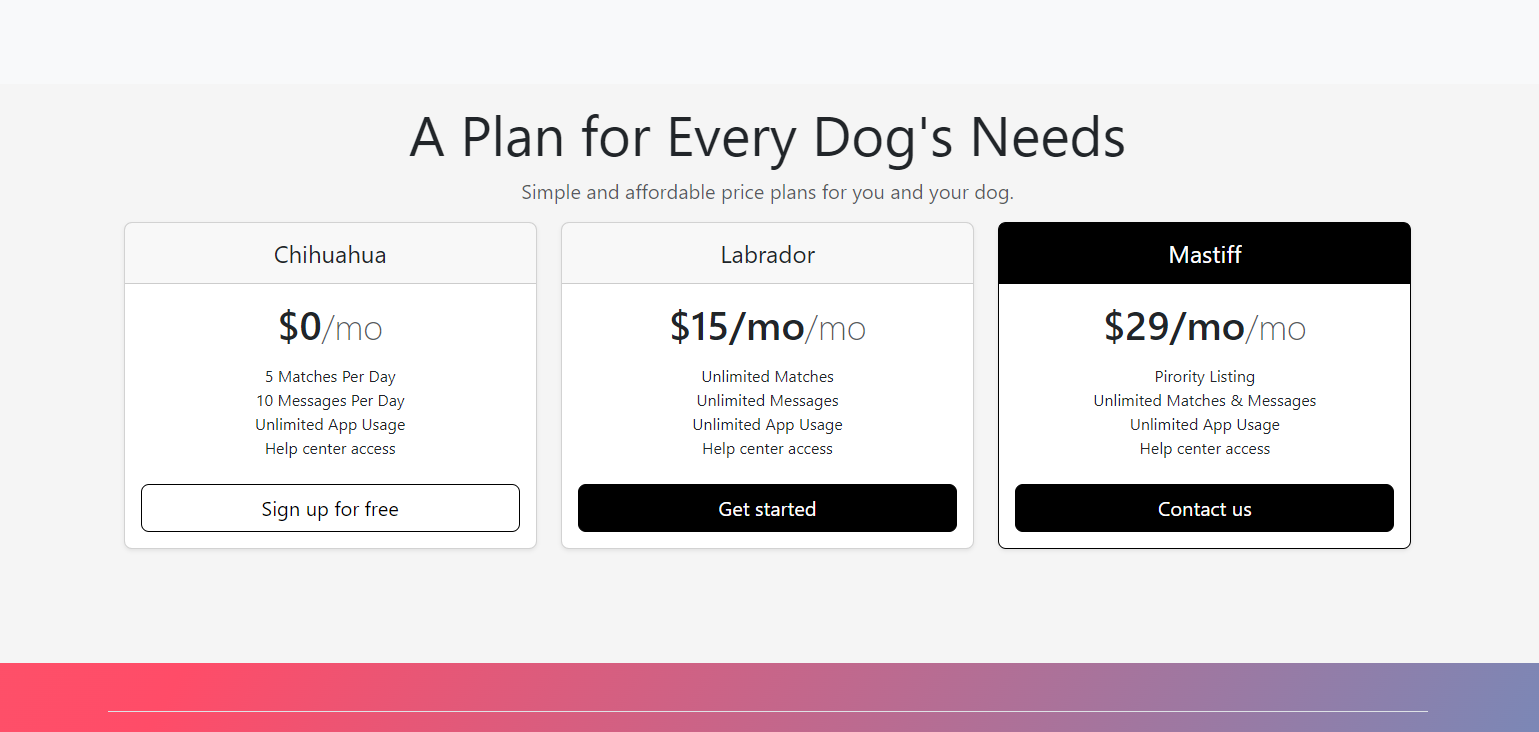 A Plan for Every Dog's Needs
Simple and affordable price plans for you and your dog.
Chihuahua
$0/mo
5 Matches Per Day
10 Messages Per Day
Unlimited App Usage
Help center access
Sign up for free
Labrador
$15/mo/mo
Unlimited Matches
Unlimited Messages
Unlimited App Usage
Help center access
Get started
Mastiff
$29/mo/mo
Pirority Listing
Unlimited Matches & Messages
Unlimited App Usage
Help center access
Contact us